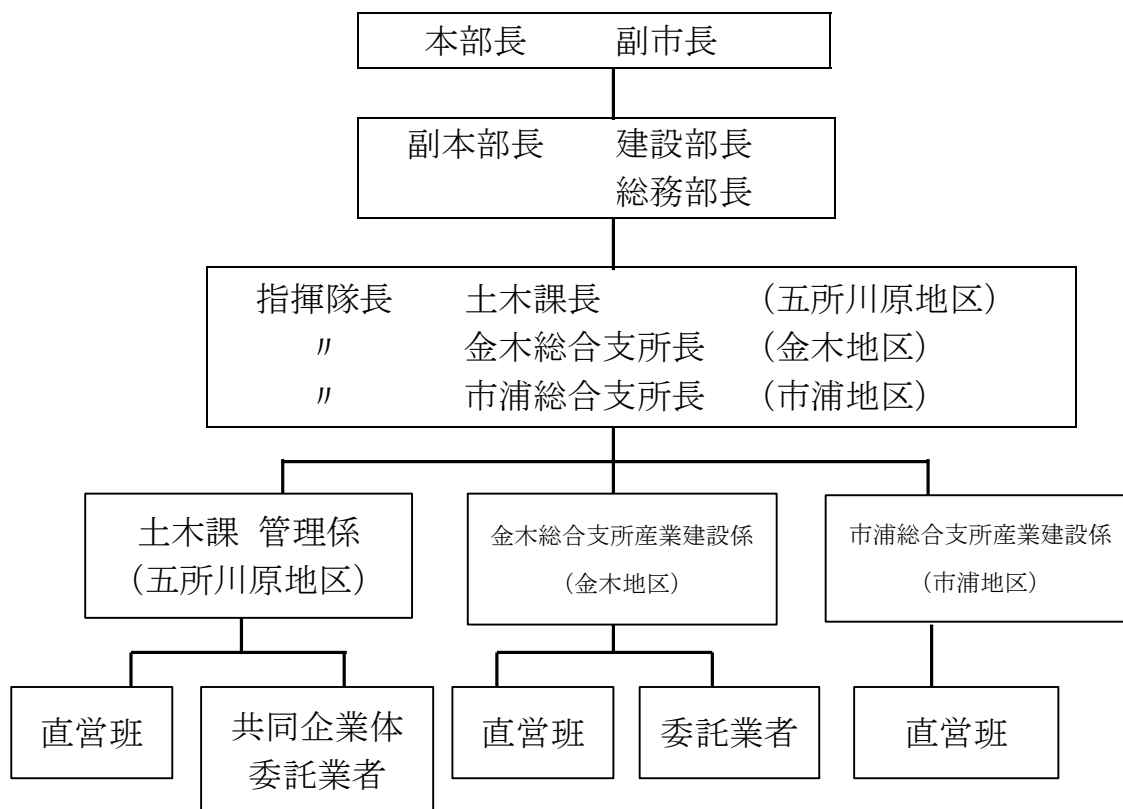 本部長　　副市長
副本部長　　建設部長
総務部長
指揮隊長　　土木課長　　（五所川原地区）
〃　　金木総合支所長　　（金木地区）
〃　　市浦総合支所長　　（市浦地区）
土木課 管理係
（五所川原地区）
金木総合支所産業建設係
（金木地区）
市浦総合支所産業建設係
（市浦地区）
直営班
共同企業体
委託業者
直営班
委託業者
直営班